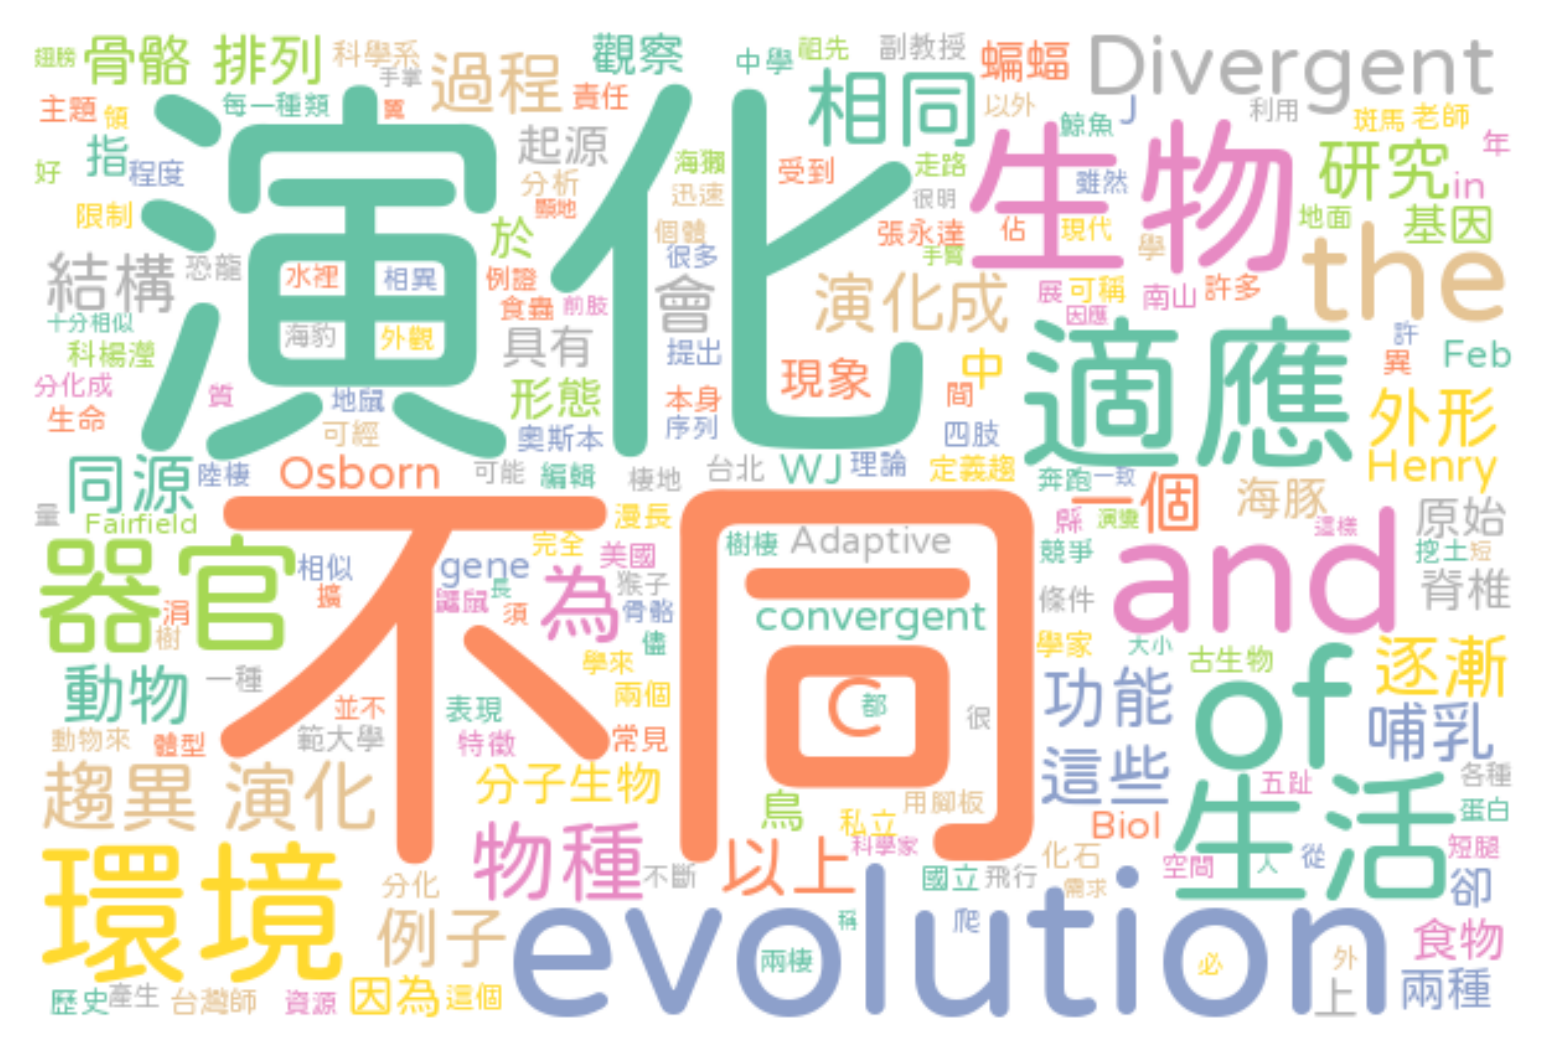 翅膀 骨骼 排列 科學系 手掌 過程 觀察 中學 祖先 副教授 蝙蝠 Divergent
主題 領 每一種類 翼 責任 相同 以外 鯨魚 J 利用 斑馬 老師
指 起源 海獺 受到 走路 生物 雖然 研究 年
好 程度 分析 迅速 很明 in
限制 演化 顯地 於 個體 張永達 佔 現代 學 地面 基因
結構 恐龍 水裡 相異 例證 很多 手臂 the
食蟲 前肢 會 演化成 展 可稱 南山 許多
十分相似 海豹 外觀 具有 提出 因應 許
科楊瀅 現象 中 適應 異 Feb
分化成 質 地鼠 形態 本身 間 外形
生命 可經 奧斯本 序列 四肢
同源 陸棲 Osborn 可能 編輯 棲地 台北 WJ 理論 定義趨 奔跑 一致 Henry
量 Fairfield 不同 漫長 一個 海豚 原始
縣 演變 這樣
器官 相似 gene 完全 美國 樹棲 Adaptive 競爭 and 挖土 短
擴 鼯鼠 長 為 猴子 條件 脊椎
涓 樹 須 骨骼 convergent
儘 學家 大小
動物 一種 學來 古生物 of 逐漸
並不 表現 兩個 C 都 很 功能 哺乳
動物來 體型 範大學 特徵 常見
趨異 演化 分子生物 這些 五趾 各種
鳥 用腳板 生活 蛋白
環境 物種 私立 Biol
以上 科學家 短腿
分化 不斷 國立 飛行 化石 空間 人 從
需求 卻
例子 evolution 稱 爬 食物
兩棲 必 外
歷史 產生 台灣師 資源 因為 這個 上 兩種